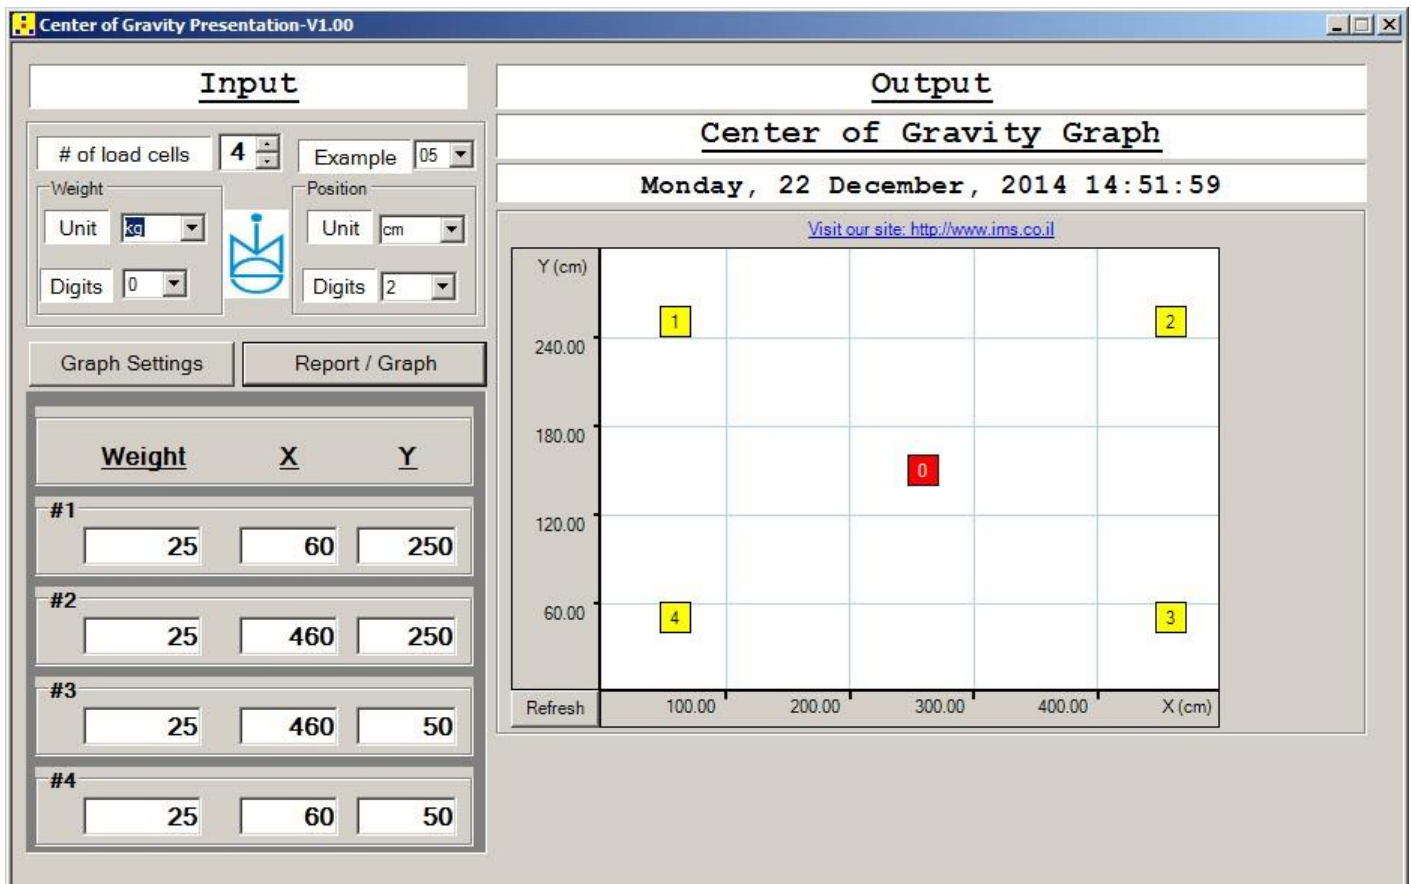 Center of Gravity Presentation-V1.00
Input
# of load cells 4 Example 05
Weight Position
Unit kg Unit cm
Digits 0 Digits 2
Graph Settings Report / Graph
Weight X Y
#1
25 60 250
#2
25 460 250
#3
25 460 50
#4
25 60 50
Output
Center of Gravity Graph
Monday, 22 December, 2014 14:51:59
Visit our site: http://www.ims.co.il
Y (cm)
1 2
240.00
180.00
0
120.00
60.00
4 3
Refresh 100.00 200.00 300.00 400.00 X (cm)